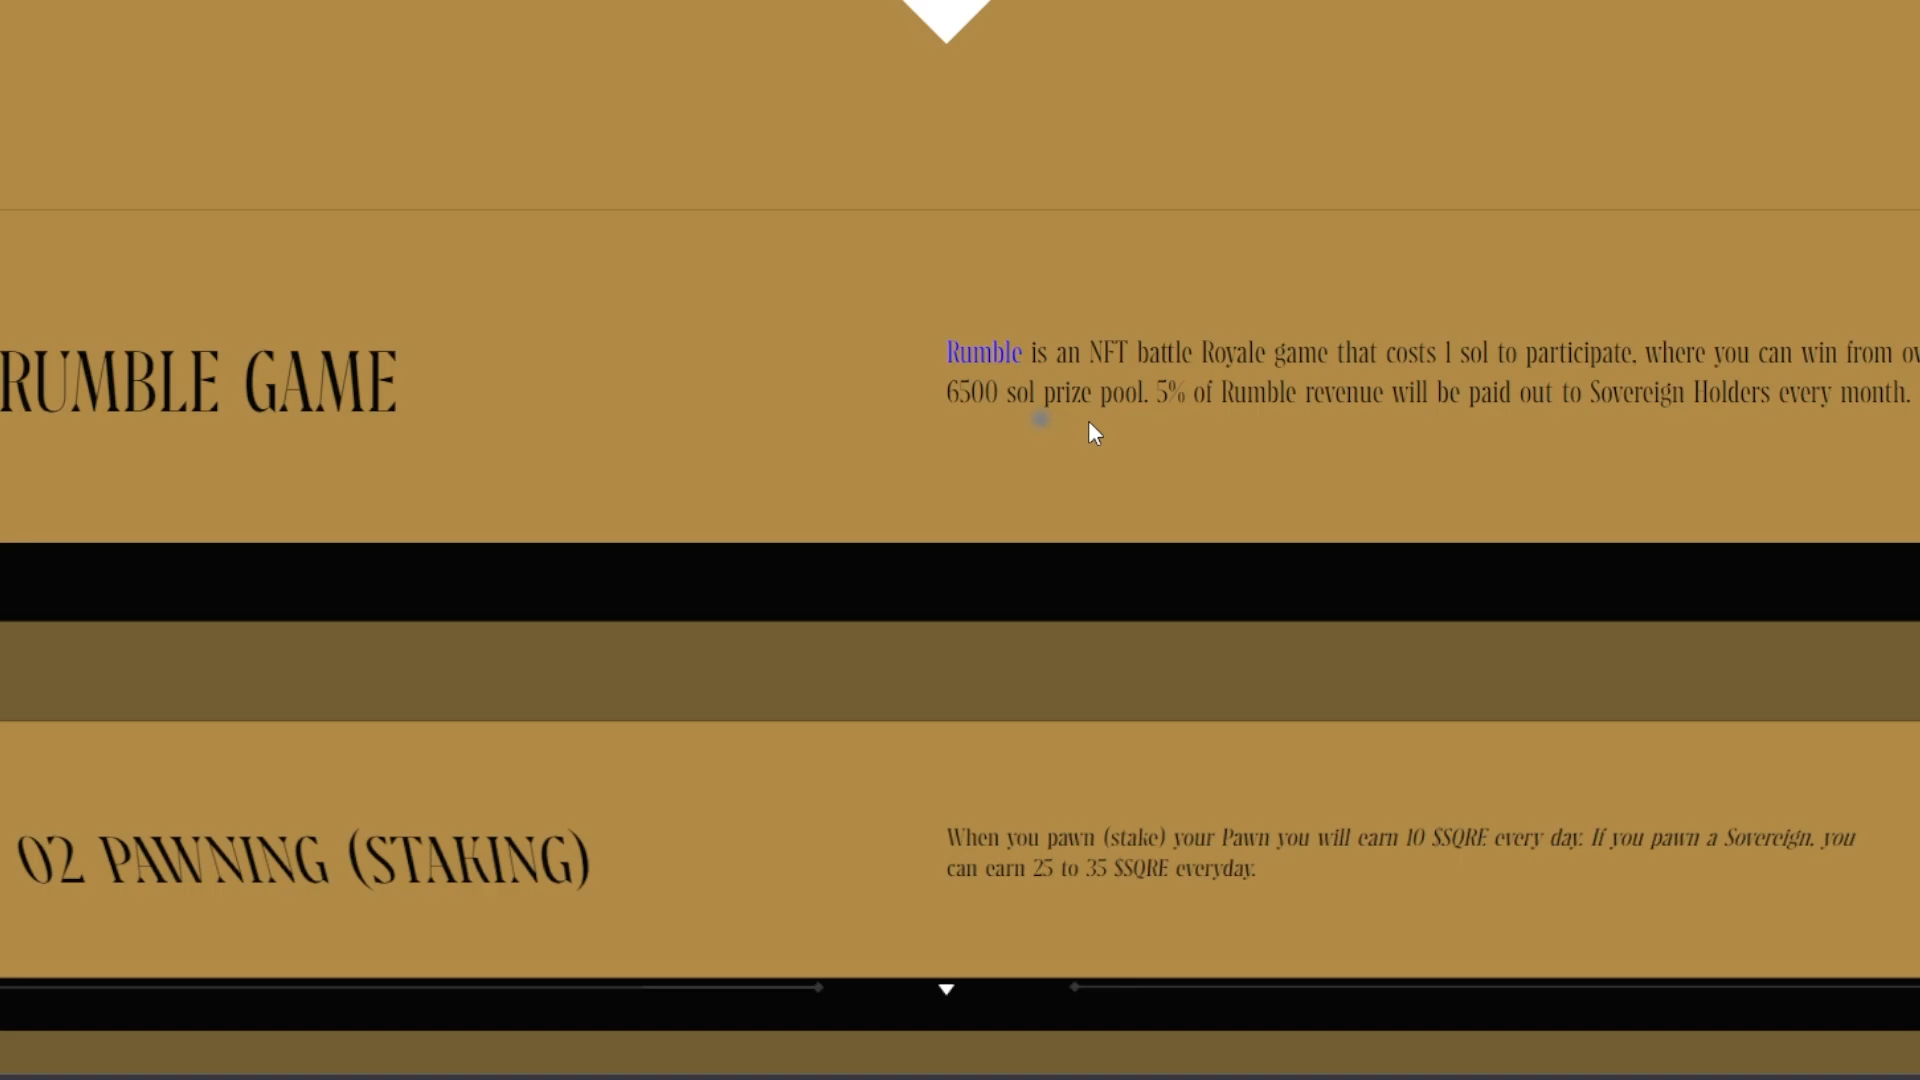 RUMBLE GAME
Rumble is an NFT battle Royale game that costs 1 sol to participate, where you can win from
6500 sol prize pool. 5% of Rumble revenue will be paid out to Sovereign Holders every month.
02 PAWNING (STAKING)
When you pawn (stake) your Pawn you will earn 10 $SQRE every day. If you pawn a Sovereign, you
can earn 25 to 35 $SQRE everyday.